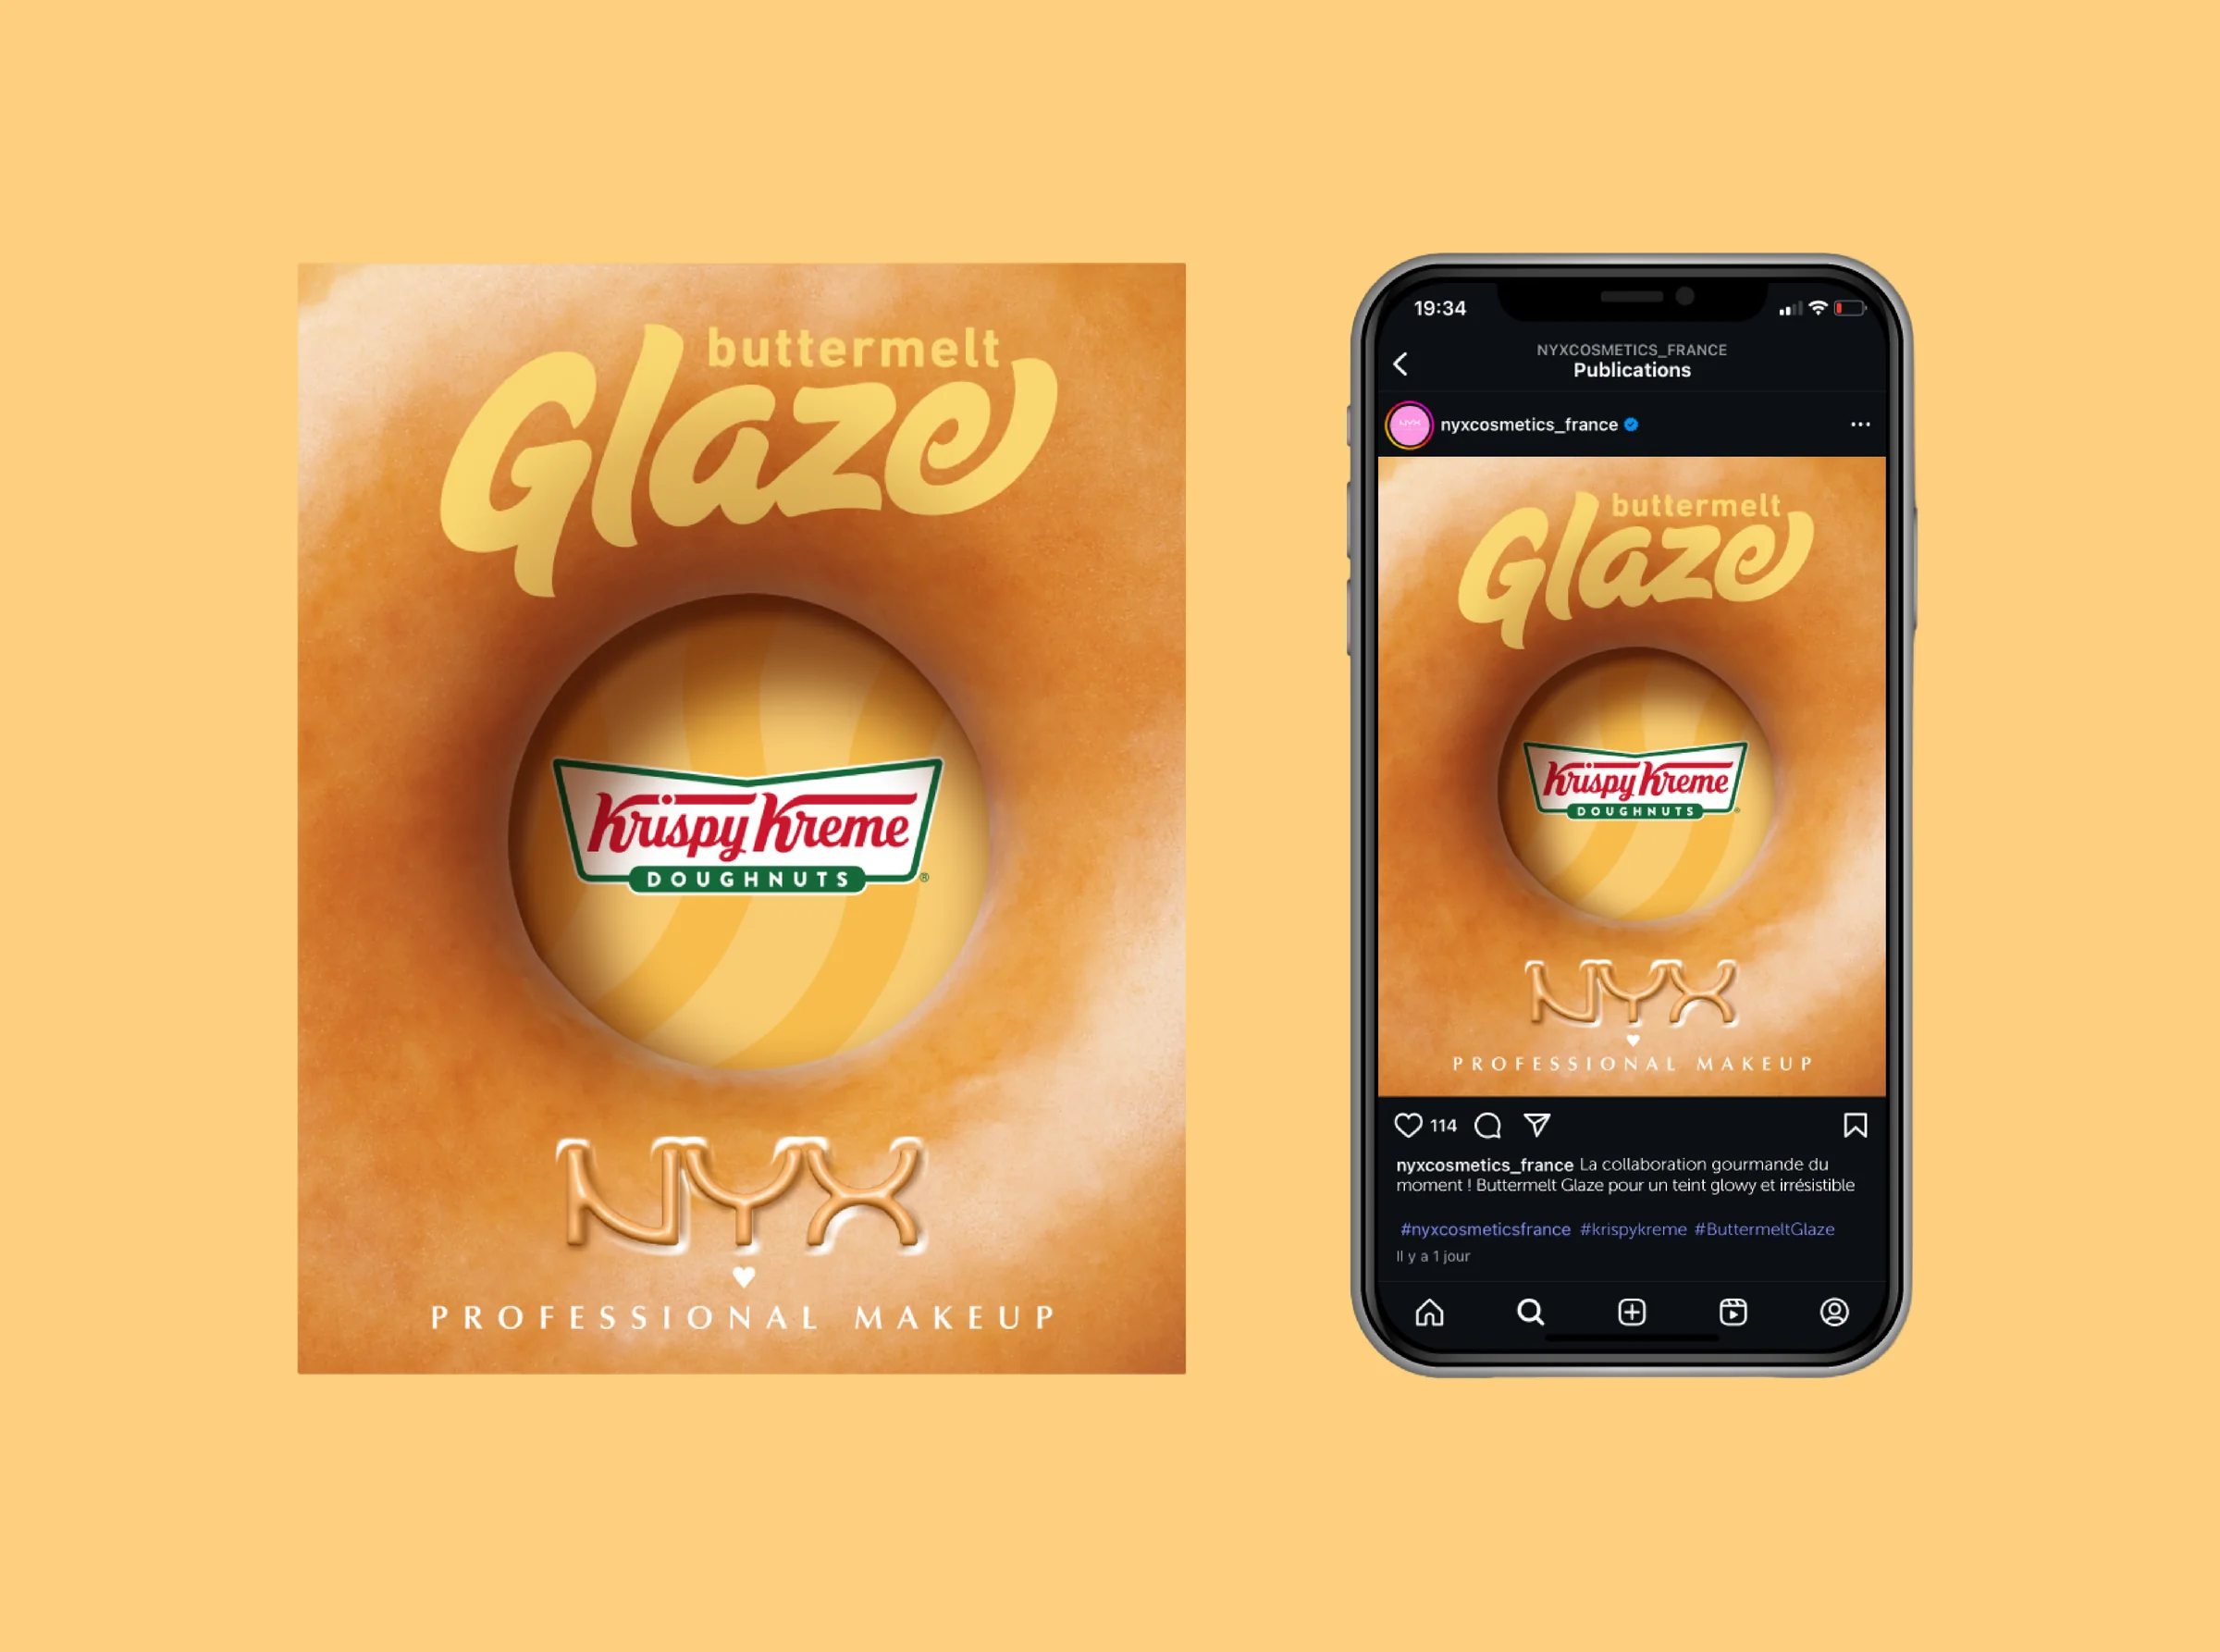 buttermelt
Glaze
Krispy Kreme
DOUGHNUTS
®
NYX
PROFESSIONAL MAKEUP
19:34
NYXCOSMETICS_FRANCE
Publications
NYX
nyxcosmetics_france
buttermelt
Glaze
Krispy Kreme
DOUGHNUTS
®
NYX
PROFESSIONAL MAKEUP
114
nyxcosmetics_france La collaboration gourmande du
moment ! Buttermelt Glaze pour un teint glowy et irrésistible
#nyxcosmeticsfrance #krispykreme #ButtermeltGlaze
Il y a 1 jour